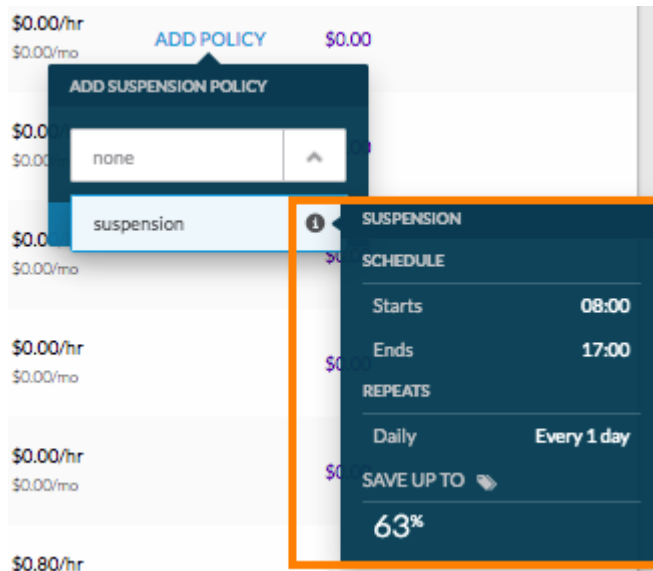 $0.00/hr
ADD POLICY
$0.00
$0.00/mo
ADD SUSPENSION POLICY
none
suspension
SUSPENSION
SCHEDULE
Starts 08:00
Ends 17:00
REPEATS
Daily Every 1 day
SAVE UP TO
63%
$0.00/mo
$0.00/hr
$0.00/mo
$0.00/hr
$0.00/mo
$0.80/hr